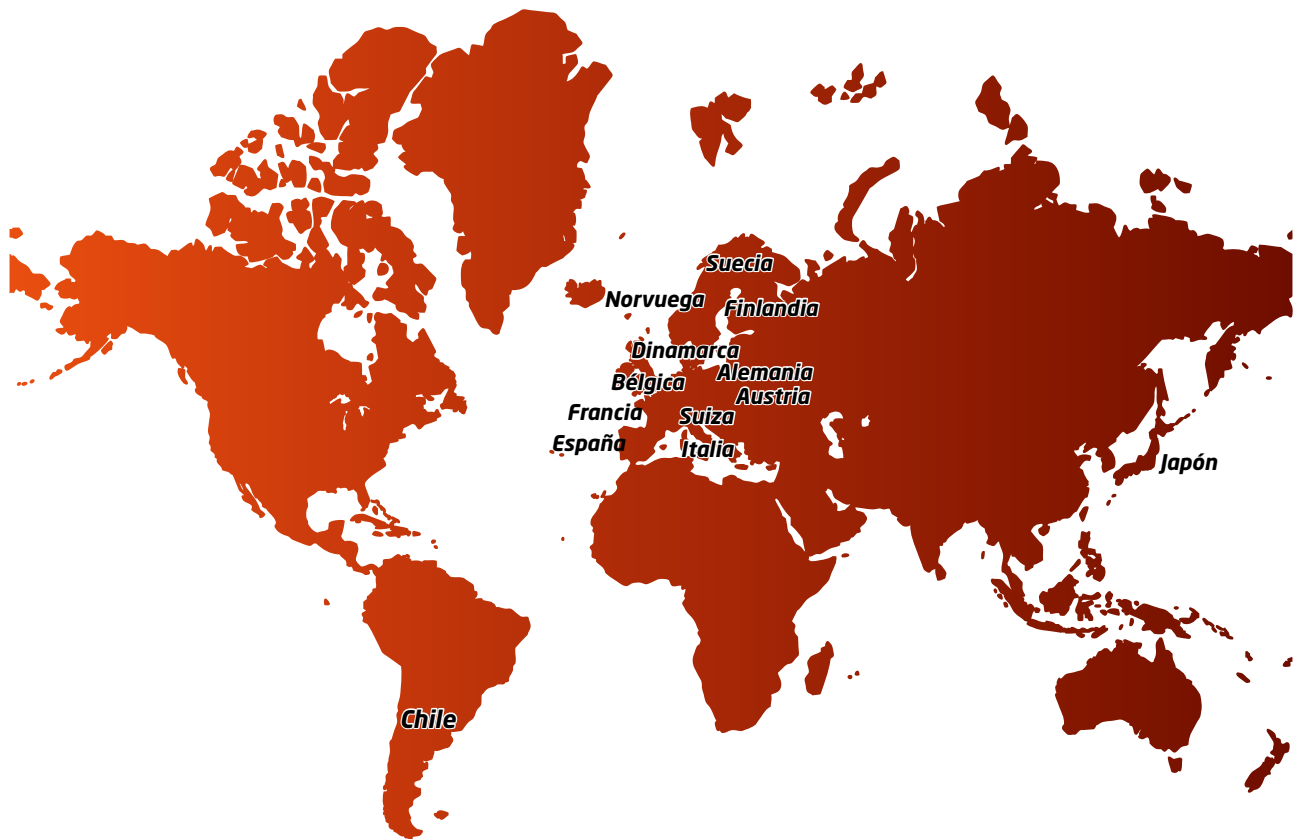 Suecia
Norvuega
Finlandia
Dinamarca
Alemania
Bélgica
Austria
Francia
Suiza
España
Italia
Japón
Chile